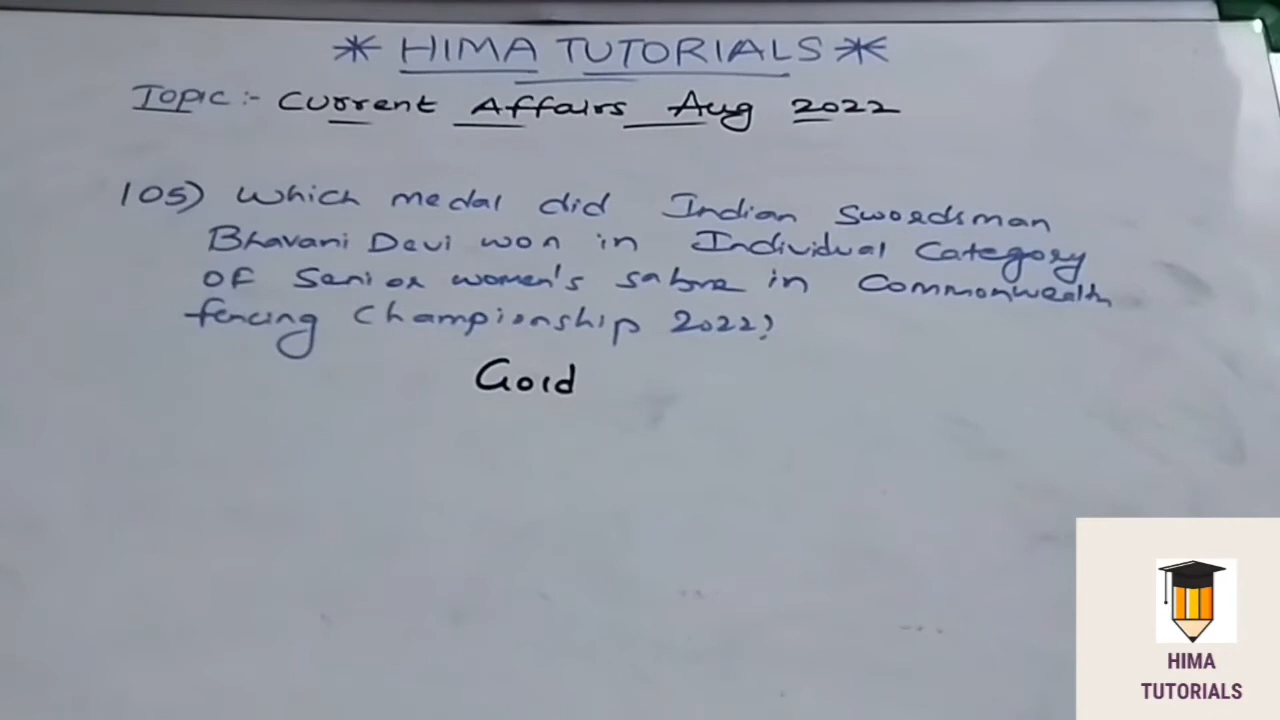 * HIMA TUTORIALS *
Topic:- Current Affairs Aug 2022
105) Which medal did Indian Swordsman
Bhavani Devi won in Individual Category
OF Senior women's sabre in Commonwealth
fencing Championship 2022?
Gold
HIMA
TUTORIALS